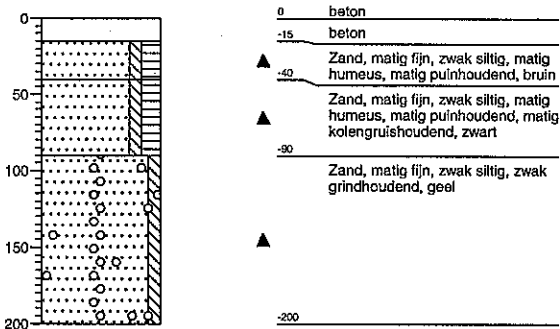 0
50
100
150
200
0 beton
-15 beton
Zand, matig fijn, zwak siltig, matig
humeus, matig puinhoudend, bruin
-40
Zand, matig fijn, zwak siltig, matig
humeus, matig puinhoudend, matig
kolengruishoudend, zwart
-90
Zand, matig fijn, zwak siltig, zwak
grindhoudend, geel
-200